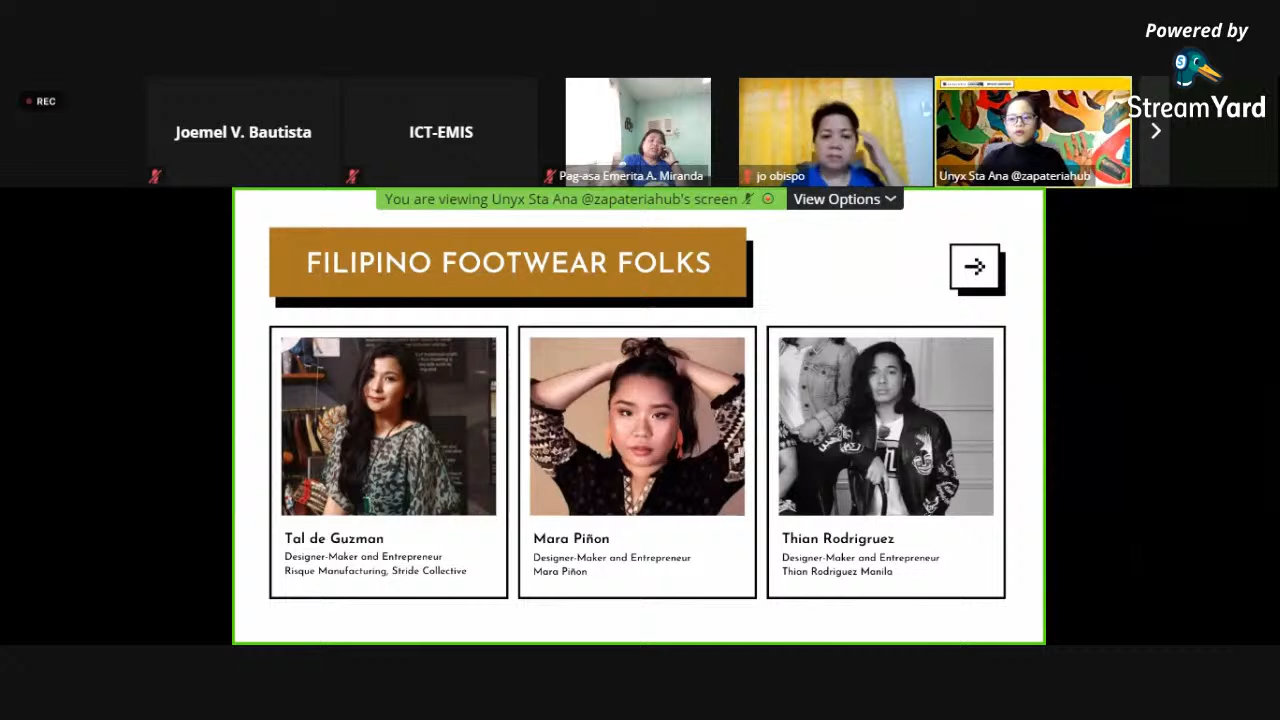 Powered by
StreamYard
REC
Joemel V. Bautista
ICT-EMIS
Pag-asa Emerita A. Miranda
jo obispo
Unyx Sta Ana @zapateriahub
You are viewing Unyx Sta Ana @zapateriahub's screen
View Options
FILIPINO FOOTWEAR FOLKS
Tal de Guzman
Designer-Maker and Entrepreneur
Risque Manufacturing, Stride Collective
Mara Piñon
Designer-Maker and Entrepreneur
Mara Piñon
Thian Rodrigruez
Designer-Maker and Entrepreneur
Thian Rodriguez Manila